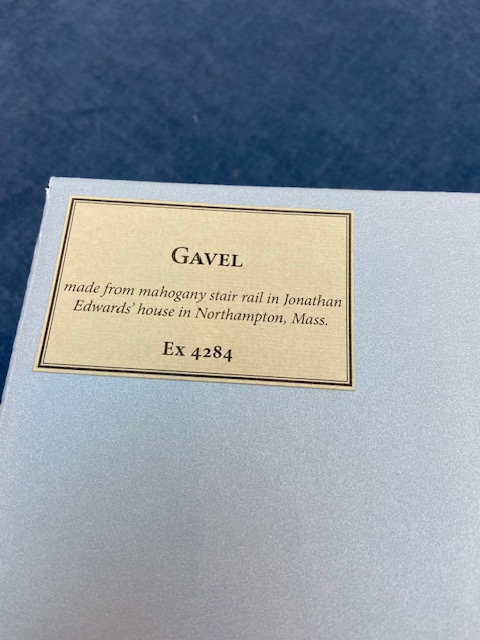 GAVEL
made from mahogany stair rail in Jonathan
Edwards' house in Northampton, Mass.
Ex 4284